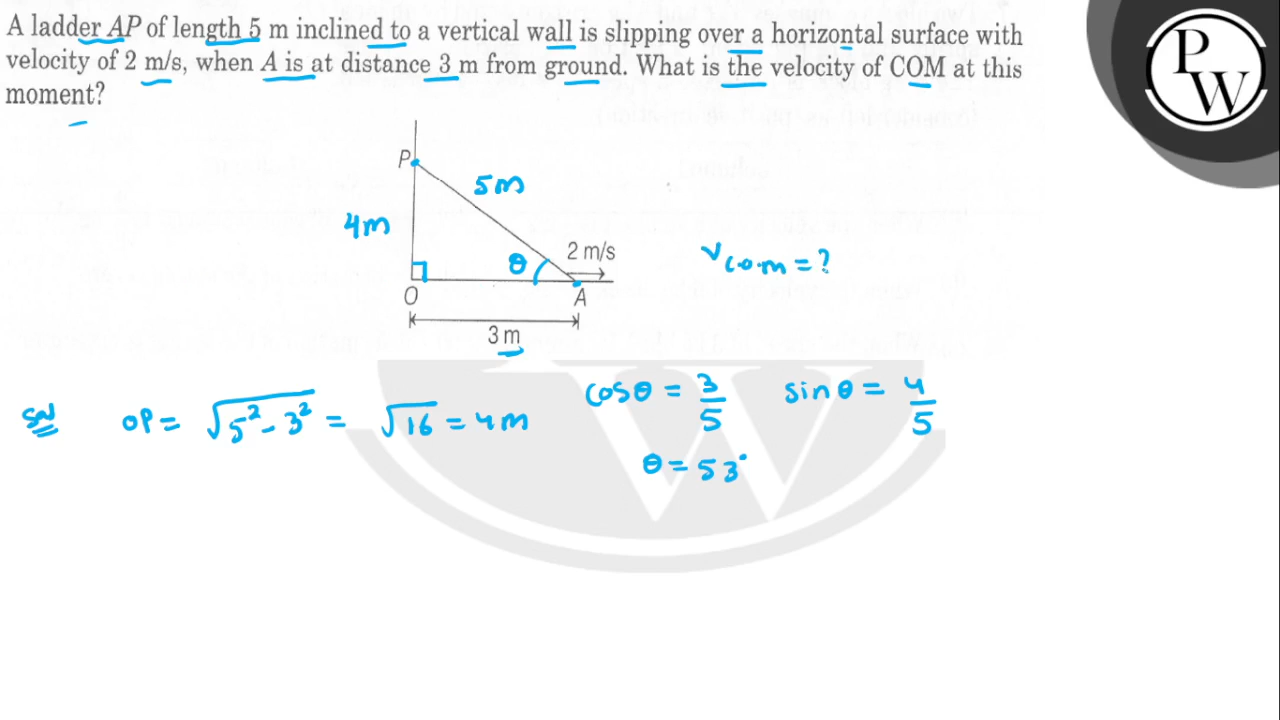 A ladder AP of length 5 m inclined to a vertical wall is slipping over a horizontal surface with
velocity of 2 m/s, when A is at distance 3 m from ground. What is the velocity of COM at this
moment?
P
W
P
5m
4m
θ
2 m/s
O
A
3 m
v co.m = ?
Sol
OP = √5² - 3² = √16 = 4m
cosθ = 3/5 sinθ = 4/5
θ = 53°
W